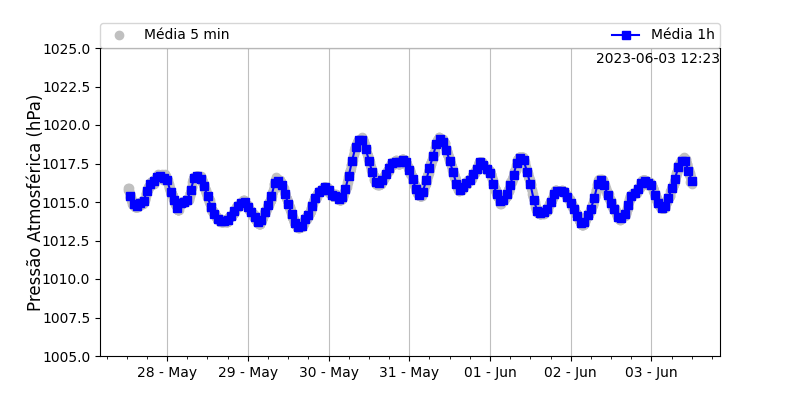 Média 5 min
Média 1h
2023-06-03 12:23
Pressão Atmosférica (hPa)
1025.0
1022.5
1020.0
1017.5
1015.0
1012.5
1010.0
1007.5
1005.0
28 - May
29 - May
30 - May
31 - May
01 - Jun
02 - Jun
03 - Jun